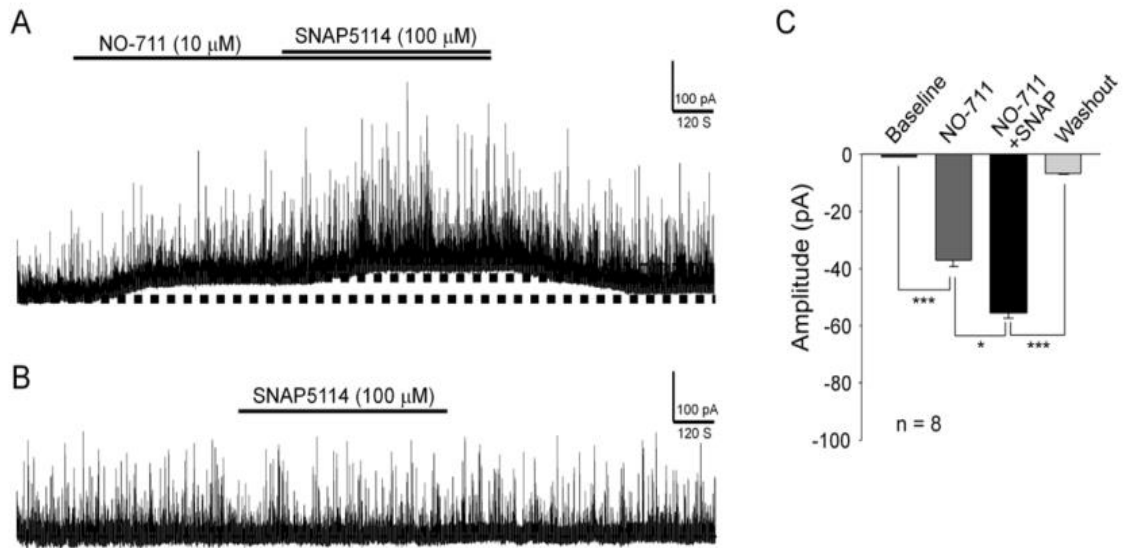 A
NO-711 (10 μM)
SNAP5114 (100 μM)
100 pA
120 S
B
SNAP5114 (100 μM)
100 pA
120 S
C
Baseline
NO-711
NO-711
+SNAP
Washout
0
-20
-40
-60
-80
-100
Amplitude (pA)
***
*
***
n = 8